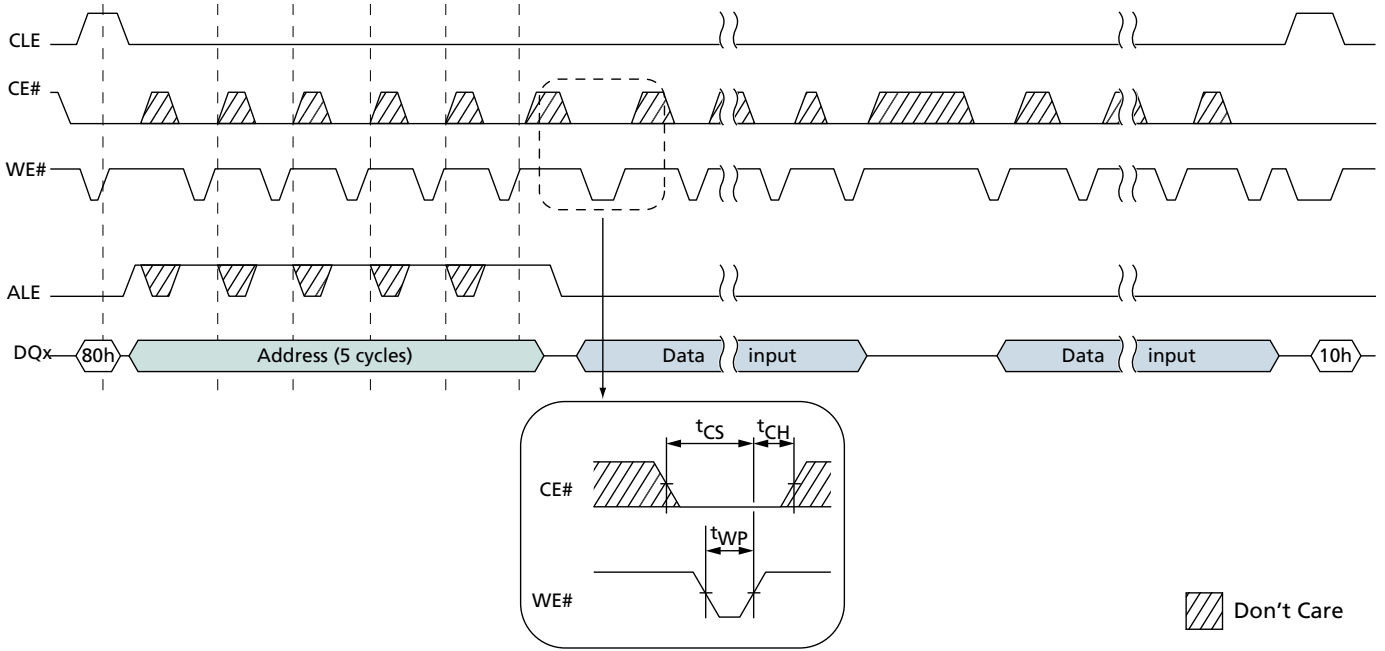 CLE
CE#
WE#
ALE
DQx 80h Address (5 cycles) Data input Data input 10h
tCS tCH
CE#
tWP
WE#
Don't Care